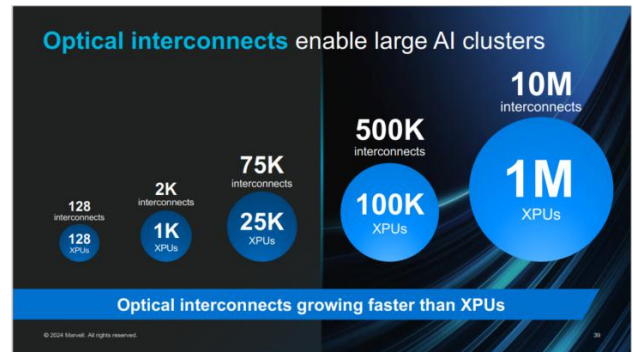 Optical interconnects enable large AI clusters
128
interconnects
128
XPUs
2K
interconnects
1K
XPUs
75K
interconnects
25K
XPUs
500K
interconnects
100K
XPUs
10M
interconnects
1M
XPUs
Optical interconnects growing faster than XPUs
© 2024 Marvell. All rights reserved.
39